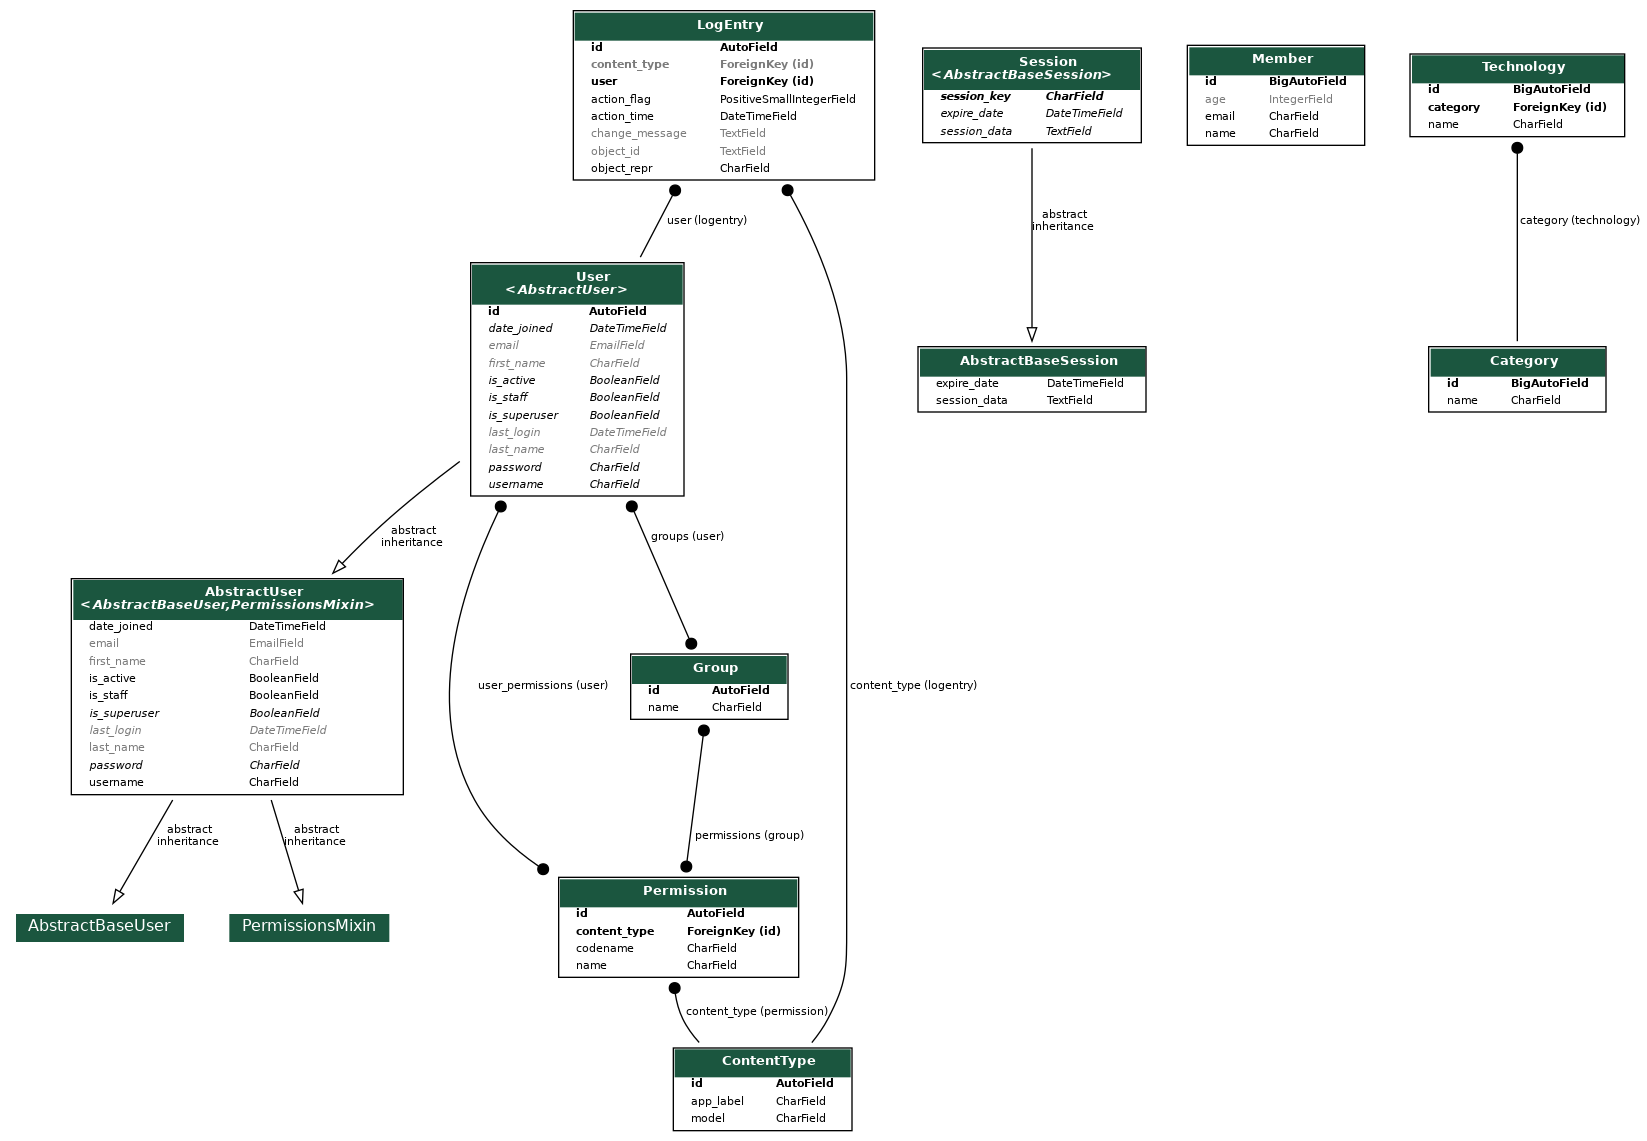 LogEntry
id AutoField
content_type ForeignKey (id)
user ForeignKey (id)
action_flag PositiveSmallIntegerField
action_time DateTimeField
change_message TextField
object_id TextField
object_repr CharField
Session
<AbstractBaseSession>
session_key CharField
expire_date DateTimeField
session_data TextField
Member
id BigAutoField
age IntegerField
email CharField
name CharField
Technology
id BigAutoField
category ForeignKey (id)
name CharField
user (logentry)
abstract
inheritance
category (technology)
User
<AbstractUser>
id AutoField
date_joined DateTimeField
email EmailField
first_name CharField
is_active BooleanField
is_staff BooleanField
is_superuser BooleanField
last_login DateTimeField
last_name CharField
password CharField
username CharField
AbstractBaseSession
expire_date DateTimeField
session_data TextField
Category
id BigAutoField
name CharField
abstract
inheritance
groups (user)
AbstractUser
<AbstractBaseUser,PermissionsMixin>
date_joined DateTimeField
email EmailField
first_name CharField
is_active BooleanField
is_staff BooleanField
is_superuser BooleanField
last_login DateTimeField
last_name CharField
password CharField
username CharField
user_permissions (user)
Group
id AutoField
name CharField
content_type (logentry)
abstract
inheritance
abstract
inheritance
permissions (group)
AbstractBaseUser
PermissionsMixin
Permission
id AutoField
content_type ForeignKey (id)
codename CharField
name CharField
content_type (permission)
ContentType
id AutoField
app_label CharField
model CharField